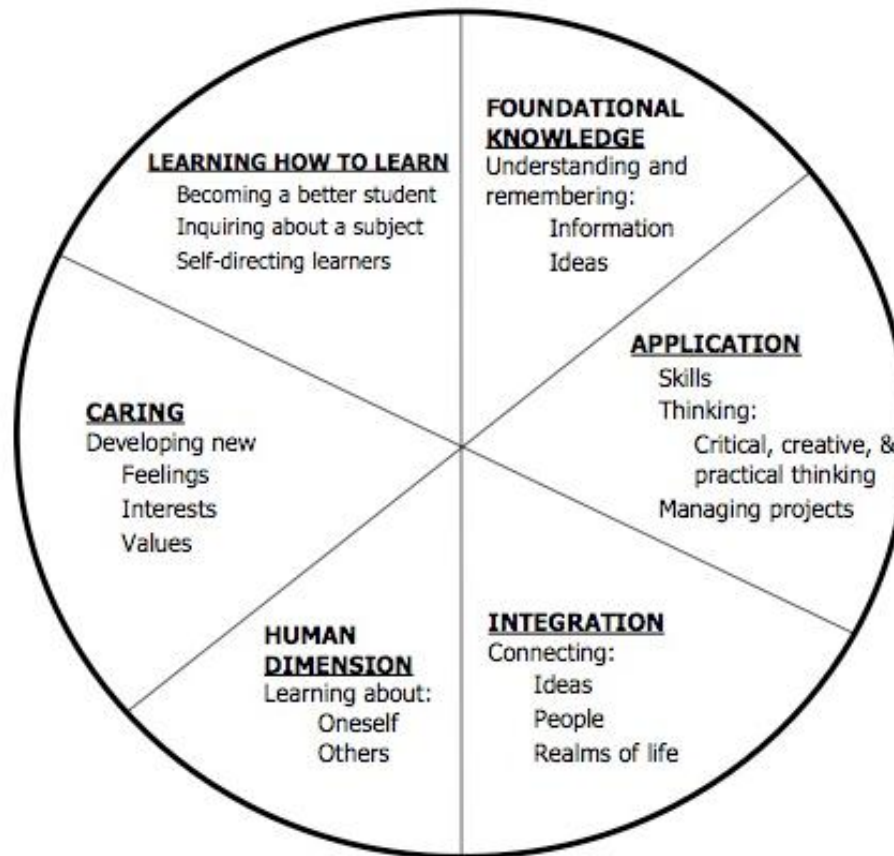 FOUNDATIONAL
KNOWLEDGE
Understanding and
remembering:
Information
Ideas
APPLICATION
Skills
Thinking:
Critical, creative, &
practical thinking
Managing projects
INTEGRATION
Connecting:
Ideas
People
Realms of life
HUMAN
DIMENSION
Learning about:
Oneself
Others
CARING
Developing new
Feelings
Interests
Values
LEARNING HOW TO LEARN
Becoming a better student
Inquiring about a subject
Self-directing learners